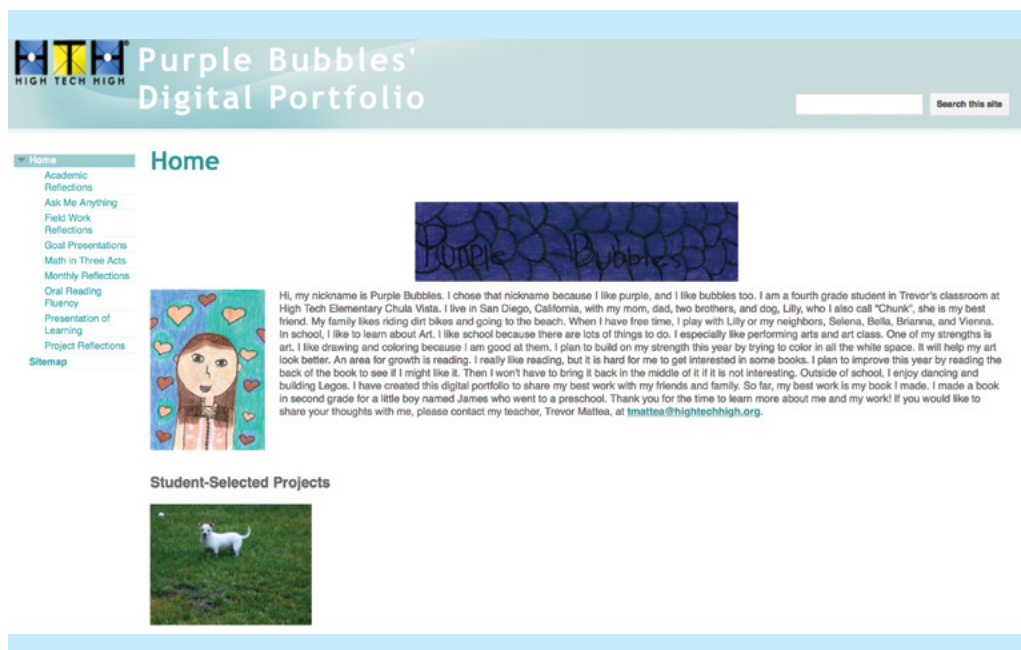 HTH
HIGH TECH HIGH
Purple Bubbles'
Digital Portfolio
Search this site
Home
Academic
Reflections
Ask Me Anything
Field Work
Reflections
Goal Presentations
Math in Three Acts
Monthly Reflections
Oral Reading
Fluency
Presentation of
Learning
Project Reflections
Sitemap
Home
Purple Bubbles
Hi, my nickname is Purple Bubbles. I chose that nickname because I like purple, and I like bubbles too. I am a fourth grade student in Trevor's classroom at
High Tech Elementary Chula Vista. I live in San Diego, California, with my mom, dad, two brothers, and dog, Lilly, who I also call "Chunk", she is my best
friend. My family likes riding dirt bikes and going to the beach. When I have free time, I play with Lilly or my neighbors, Selena, Bella, Brianna, and Vienna.
In school, I like to learn about Art. I like school because there are lots of things to do. I especially like performing arts and art class. One of my strengths is
art. I like drawing and coloring because I am good at them. I plan to build on my strength this year by trying to color in all the white space. It will help my art
look better. An area for growth is reading. I really like reading, but it is hard for me to get interested in some books. I plan to improve this year by reading the
back of the book to see if I might like it. Then I won't have to bring it back in the middle of it if it is not interesting. Outside of school, I enjoy dancing and
building Legos. I have created this digital portfolio to share my best work with my friends and family. So far, my best work is my book I made. I made a book
in second grade for a little boy named James who went to a preschool. Thank you for the time to learn more about me and my work! If you would like to
share your thoughts with me, please contact my teacher, Trevor Mattea, at tmattea@hightechhigh.org.
Student-Selected Projects